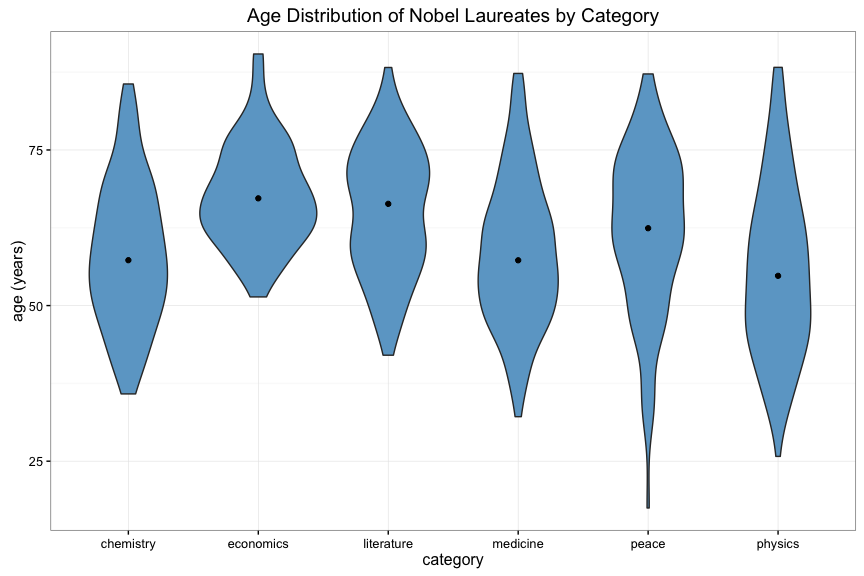 Age Distribution of Nobel Laureates by Category
age (years)
75
50
25
chemistry economics literature medicine peace physics
category